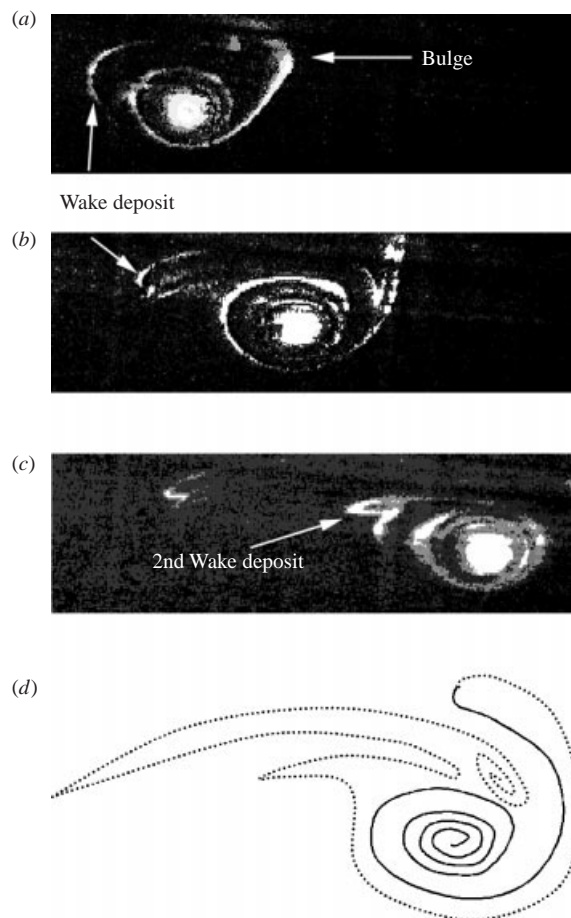 (a)
Bulge
Wake deposit
(b)
(c)
2nd Wake deposit
(d)